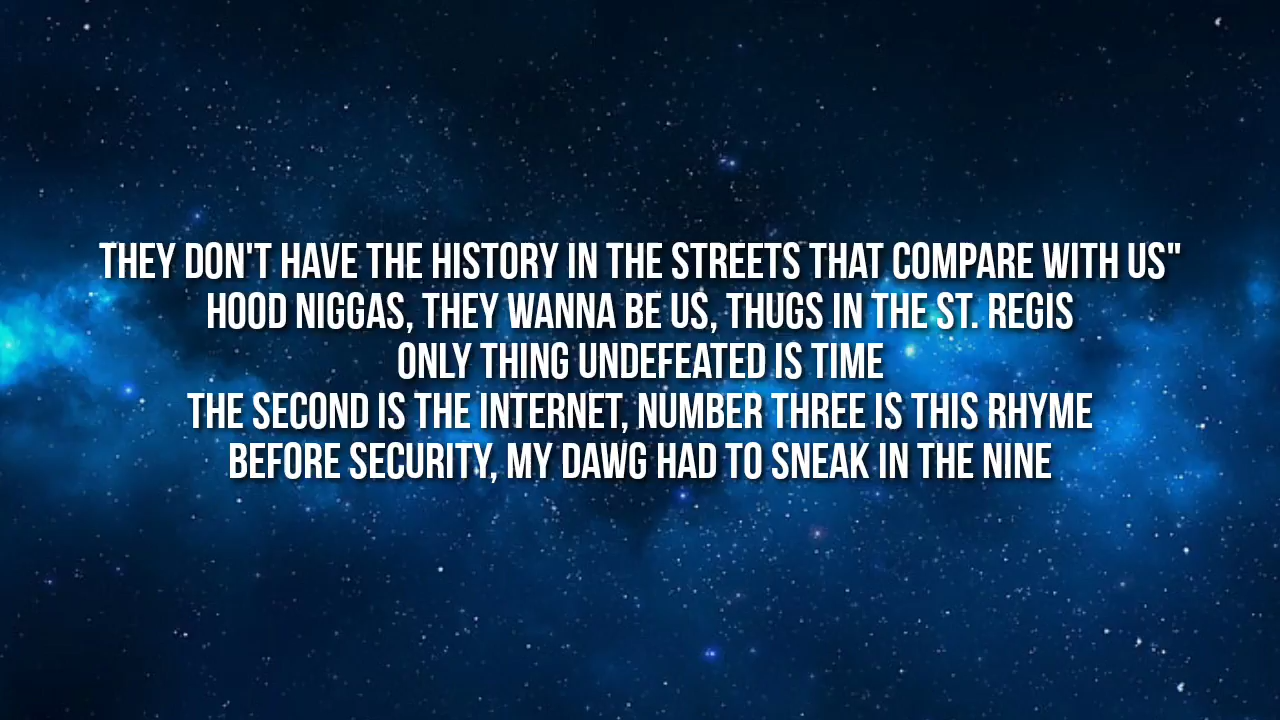 THEY DON'T HAVE THE HISTORY IN THE STREETS THAT COMPARE WITH US"
HOOD NIGGAS, THEY WANNA BE US, THUGS IN THE ST. REGIS
ONLY THING UNDEFEATED IS TIME
THE SECOND IS THE INTERNET, NUMBER THREE IS THIS RHYME
BEFORE SECURITY, MY DAWG HAD TO SNEAK IN THE NINE